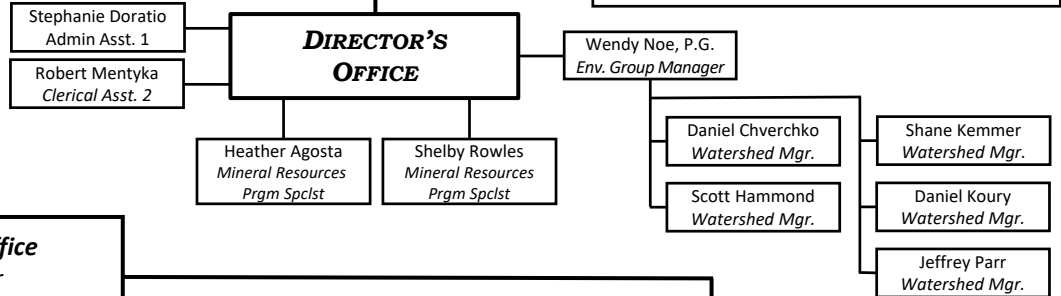 Stephanie Doratio
Admin Asst. 1
Robert Mentyka
Clerical Asst. 2
DIRECTOR'S
OFFICE
Wendy Noe, P.G.
Env. Group Manager
Heather Agosta
Mineral Resources
Prgm Spclst
Shelby Rowles
Mineral Resources
Prgm Spclst
Daniel Chverchko
Watershed Mgr.
Scott Hammond
Watershed Mgr.
Shane Kemmer
Watershed Mgr.
Daniel Koury
Watershed Mgr.
Jeffrey Parr
Watershed Mgr.